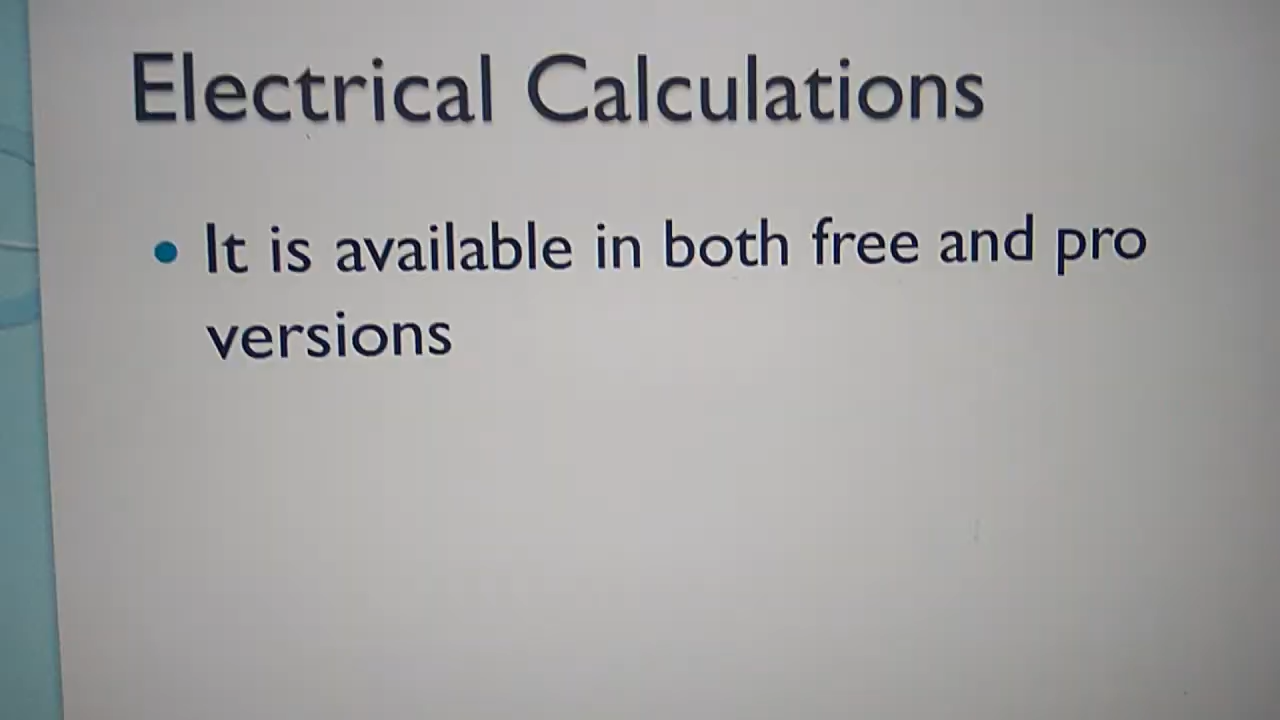 Electrical Calculations
It is available in both free and pro
versions